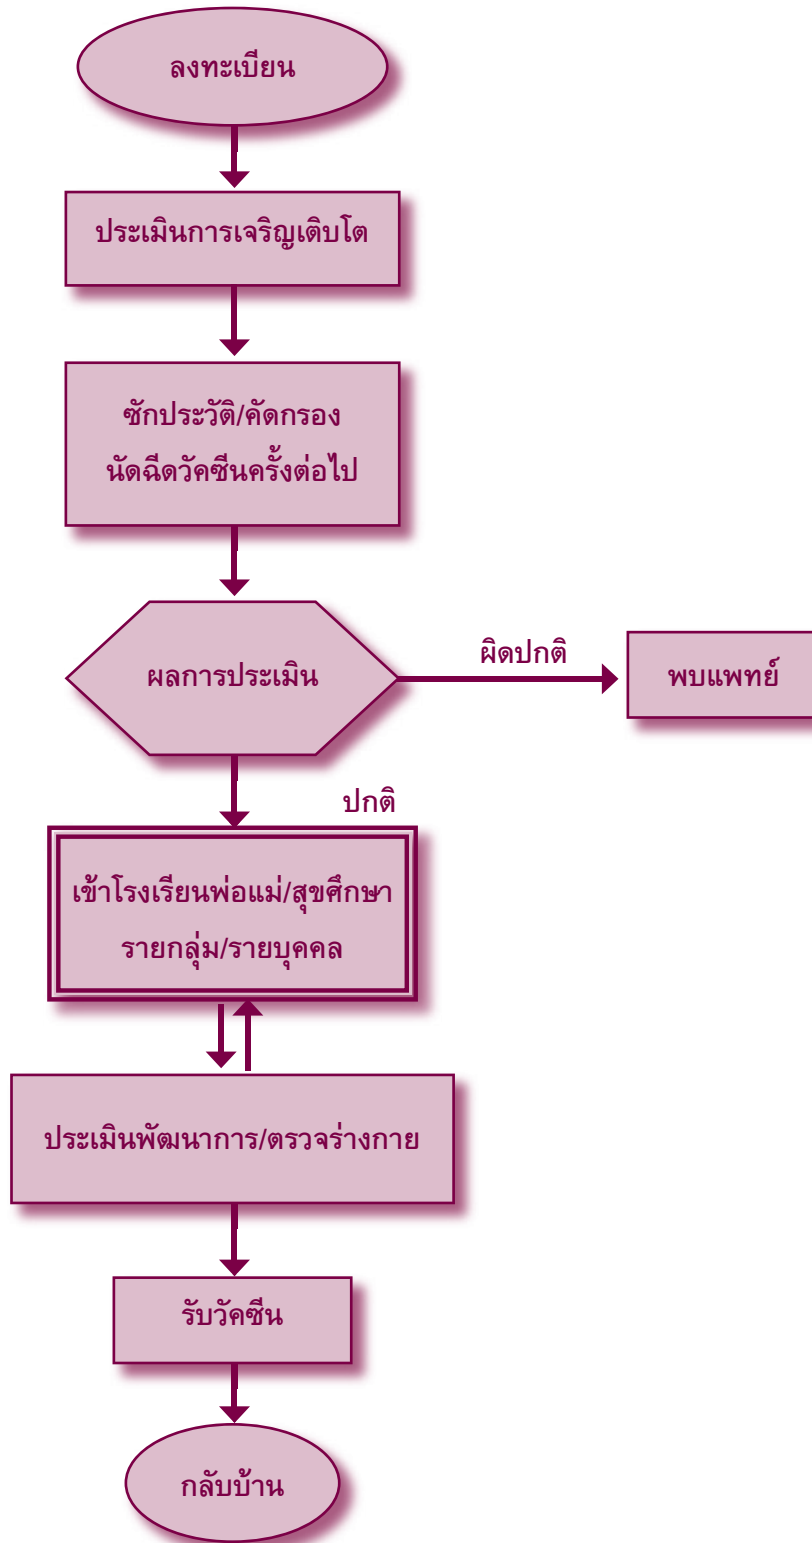 ลงทะเบียน
ประเมินการเจริญเติบโต
ซักประวัติ/คัดกรอง
นัดฉีดวัคซีนครั้งต่อไป
ผลการประเมิน
ผิดปกติ
พบแพทย์
ปกติ
เข้าโรงเรียนพ่อแม่/สุขศึกษา
รายกลุ่ม/รายบุคคล
ประเมินพัฒนาการ/ตรวจร่างกาย
รับวัคซีน
กลับบ้าน